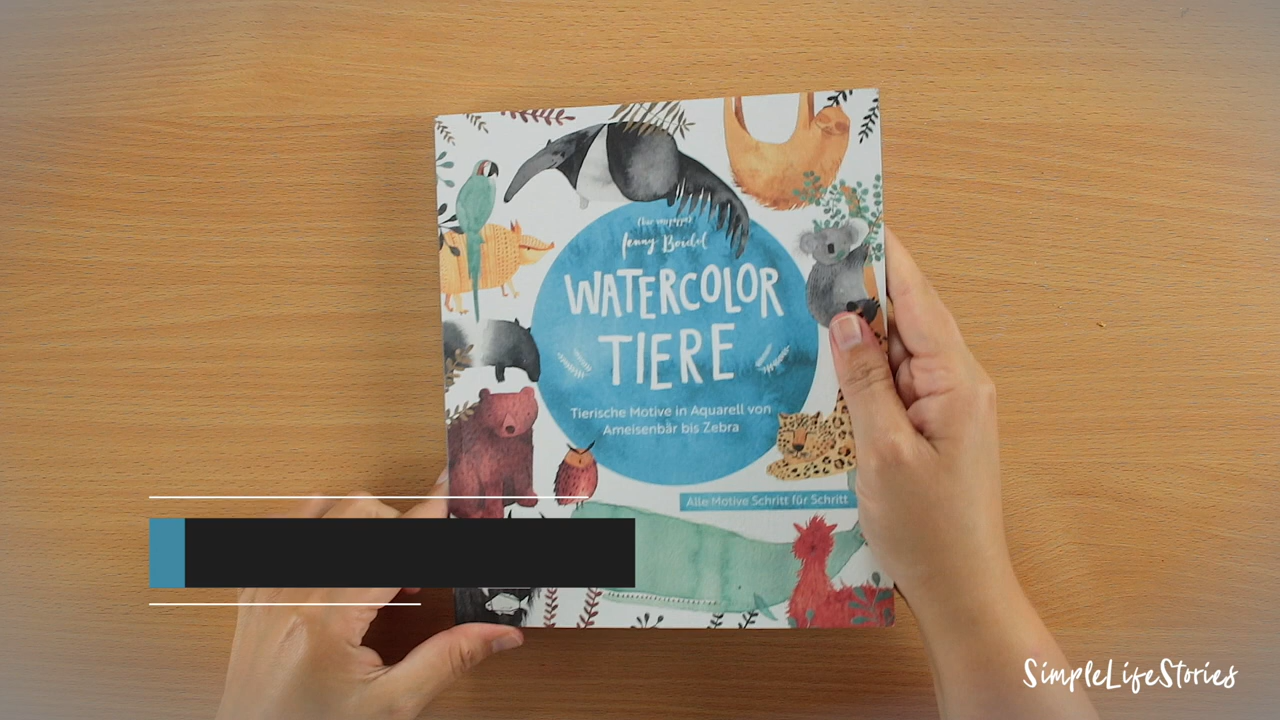 Jenny Boidol
WATERCOLOR
TIERE
Tierische Motive in Aquarell von
Ameisenbär bis Zebra
Alle Motive Schritt für Schritt
SimpleLifeStories